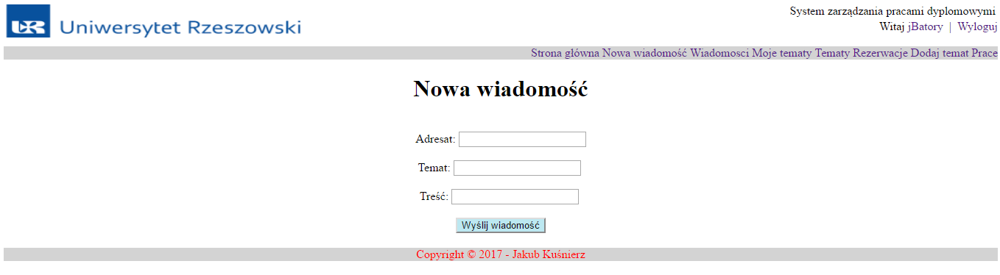 UR Uniwersytet Rzeszowski
System zarządzania pracami dyplomowymi
Witaj jBatory | Wyloguj
Strona główna Nowa wiadomość Wiadomosci Moje tematy Tematy Rezerwacje Dodaj temat Prace
Nowa wiadomość
Adresat:
Temat:
Treść:
Wyślij wiadomość
Copyright © 2017 - Jakub Kuśnierz